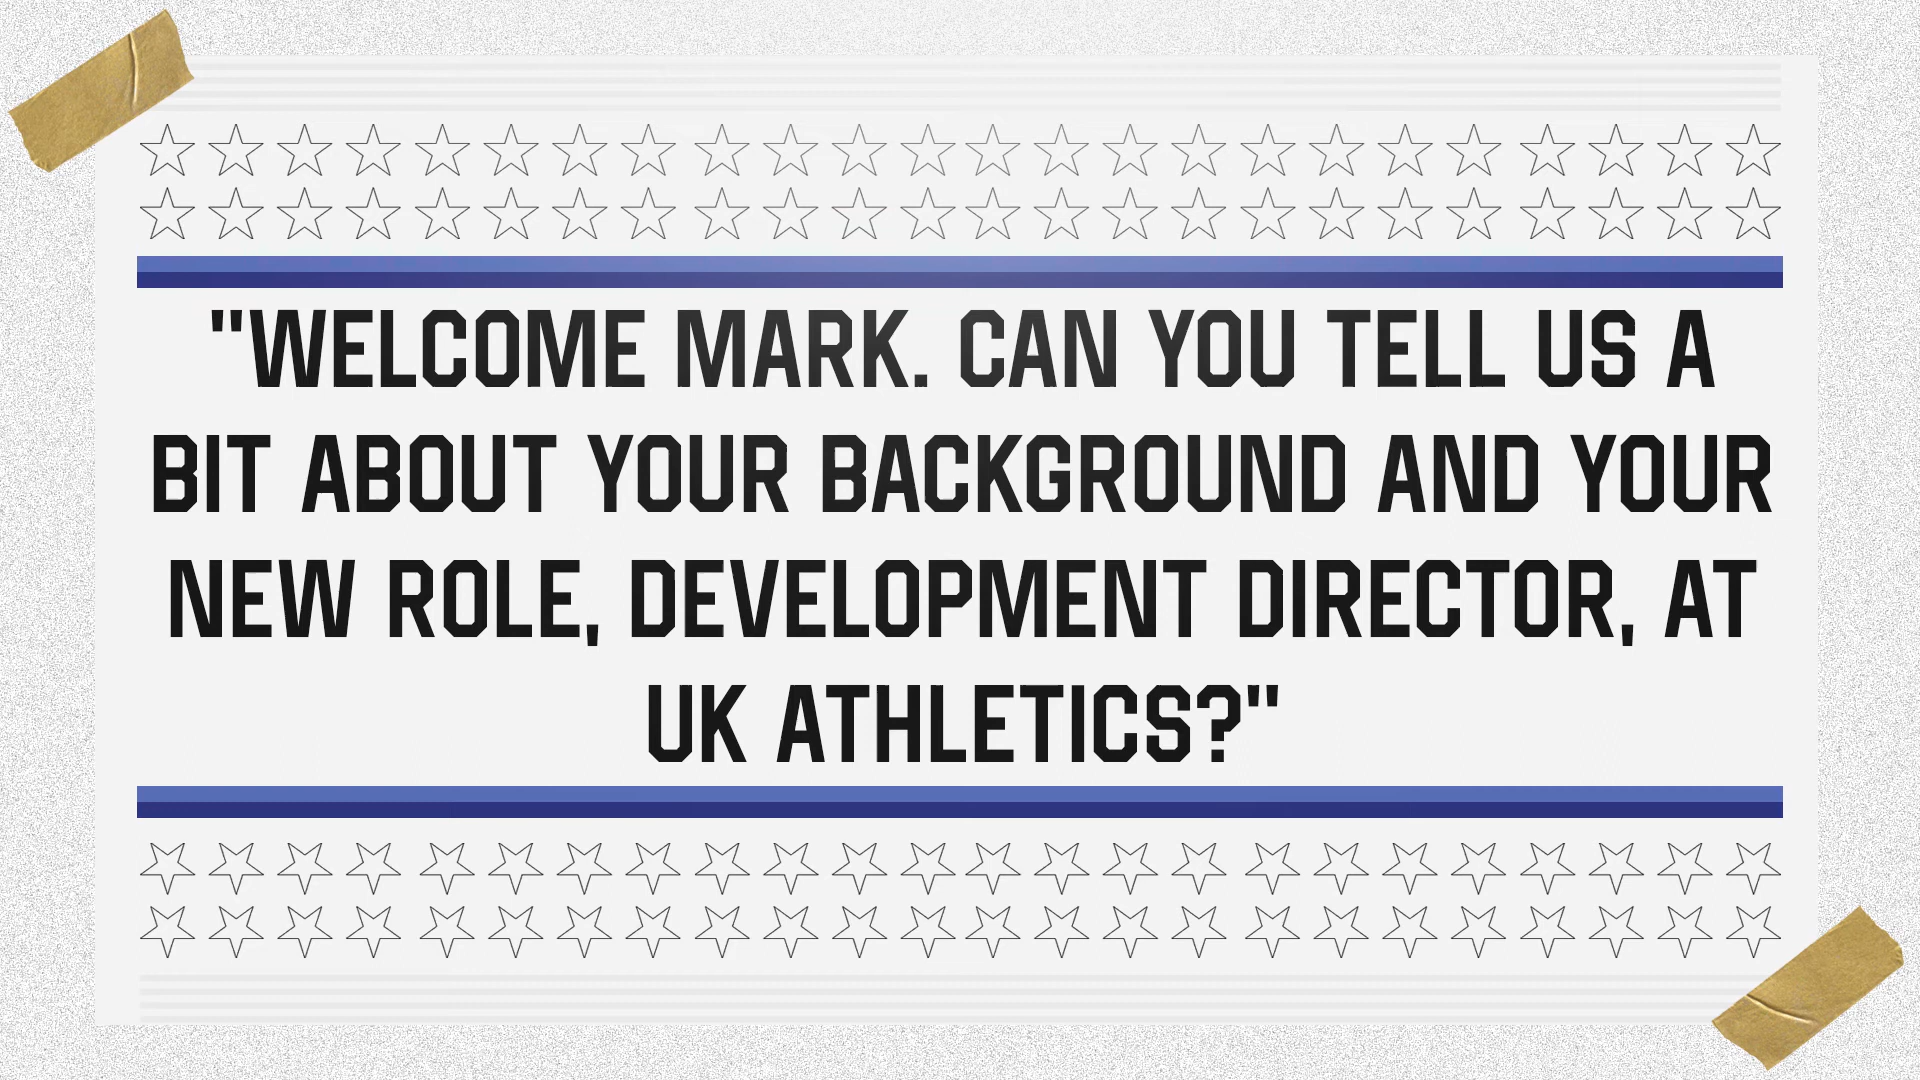 "WELCOME MARK. CAN YOU TELL US A
BIT ABOUT YOUR BACKGROUND AND YOUR
NEW ROLE, DEVELOPMENT DIRECTOR, AT
UK ATHLETICS?"